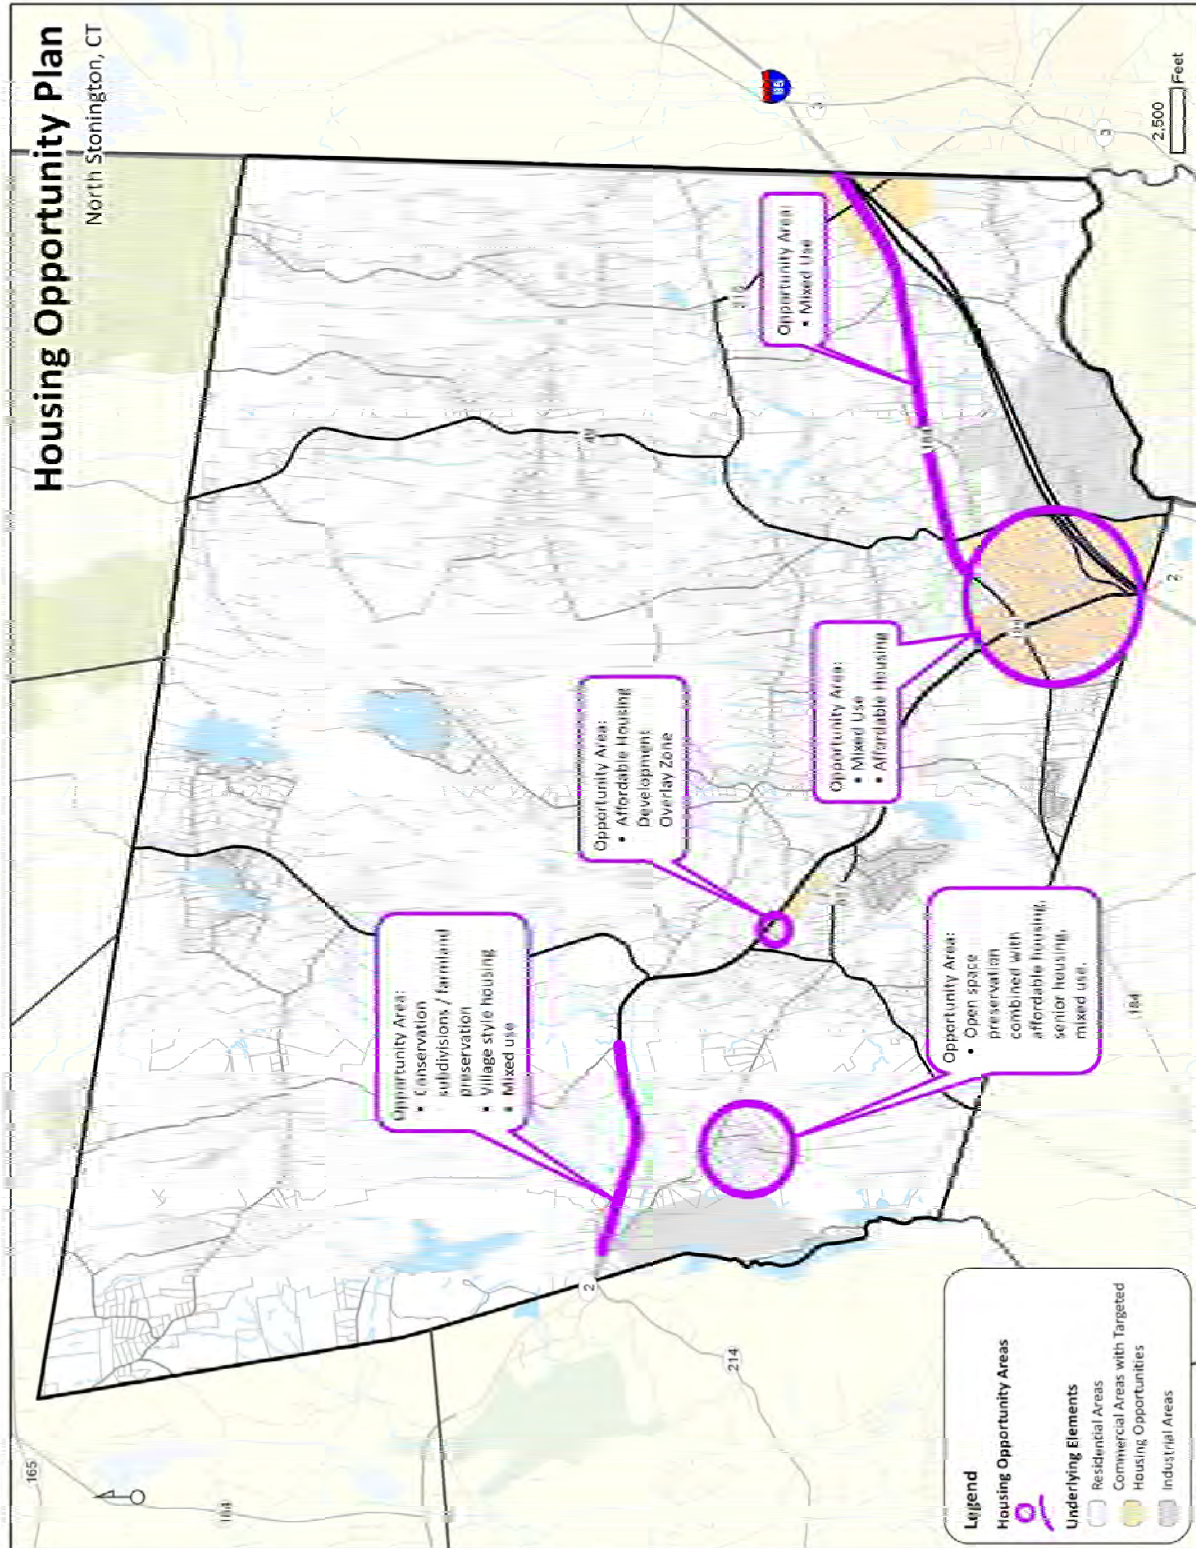 Housing Opportunity Plan
North Stonington, CT
165
2
214
184
2
184
49
2,500
Feet
Opportunity Area:
• Conservation
subdivisions / farmland
preservation
• Village style housing
• Mixed use
Opportunity Area:
• Affordable Housing
Development
Overlay Zone
Opportunity Area:
• Mixed Use
Opportunity Area:
• Mixed Use
• Affordable Housing
Opportunity Area:
• Open space
preservation
combined with
affordable housing,
senior housing,
mixed use.
Legend
Housing Opportunity Areas
Underlying Elements
Residential Areas
Commercial Areas with Targeted
Housing Opportunities
Industrial Areas